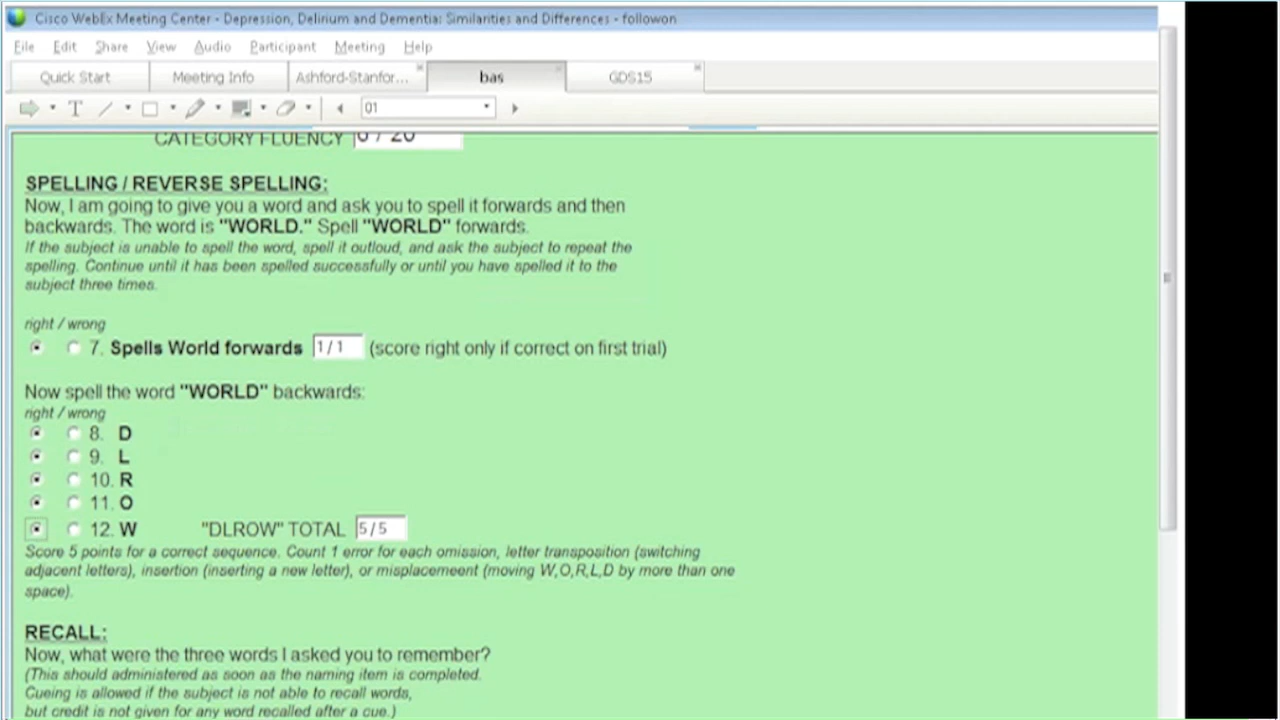 Cisco WebEx Meeting Center - Depression, Delirium and Dementia: Similarities and Differences - followon
File Edit Share View Audio Participant Meeting Help
Quick Start Meeting Info Ashford-Stanfor... bas GDS15
T 01
CATEGORY FLUENCY 0 / 20
SPELLING / REVERSE SPELLING:
Now, I am going to give you a word and ask you to spell it forwards and then
backwards. The word is "WORLD." Spell "WORLD" forwards.
If the subject is unable to spell the word, spell it outloud, and ask the subject to repeat the
spelling. Continue until it has been spelled successfully or until you have spelled it to the
subject three times.
right / wrong
7. Spells World forwards 1 / 1 (score right only if correct on first trial)
Now spell the word "WORLD" backwards:
right / wrong
8. D
9. L
10. R
11. O
12. W "DLROW" TOTAL 5 / 5
Score 5 points for a correct sequence. Count 1 error for each omission, letter transposition (switching
adjacent letters), insertion (inserting a new letter), or misplacemeent (moving W,O,R,L,D by more than one
space).
RECALL:
Now, what were the three words I asked you to remember?
(This should administered as soon as the naming item is completed.
Cueing is allowed if the subject is not able to recall words,
but credit is not given for any word recalled after a cue.)